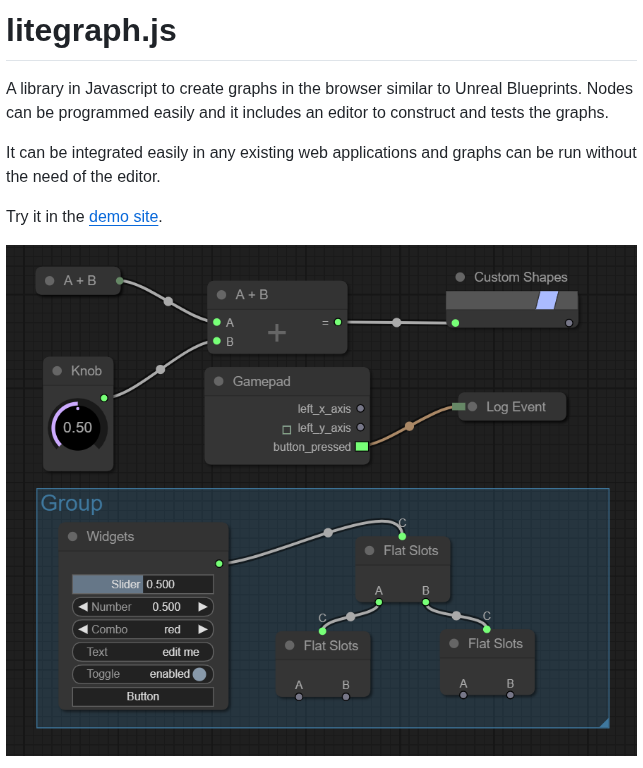 litegraph.js
A library in Javascript to create graphs in the browser similar to Unreal Blueprints. Nodes
can be programmed easily and it includes an editor to construct and tests the graphs.
It can be integrated easily in any existing web applications and graphs can be run without
the need of the editor.
Try it in the demo site.
A + B
A + B
A =
B
Custom Shapes
Knob
0.50
Gamepad
left_x_axis
left_y_axis
button_pressed
Log Event
Group
Widgets
Slider 0.500
Number 0.500
Combo red
Text edit me
Toggle enabled
Button
C
Flat Slots
A B
C
Flat Slots
A B
C
Flat Slots
A B